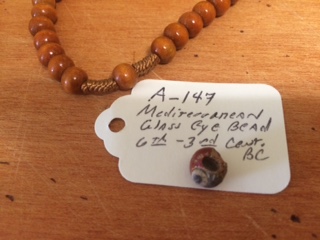 A-147
Mediterranean
Glass Eye Bead
6th - 3rd Cent.
BC